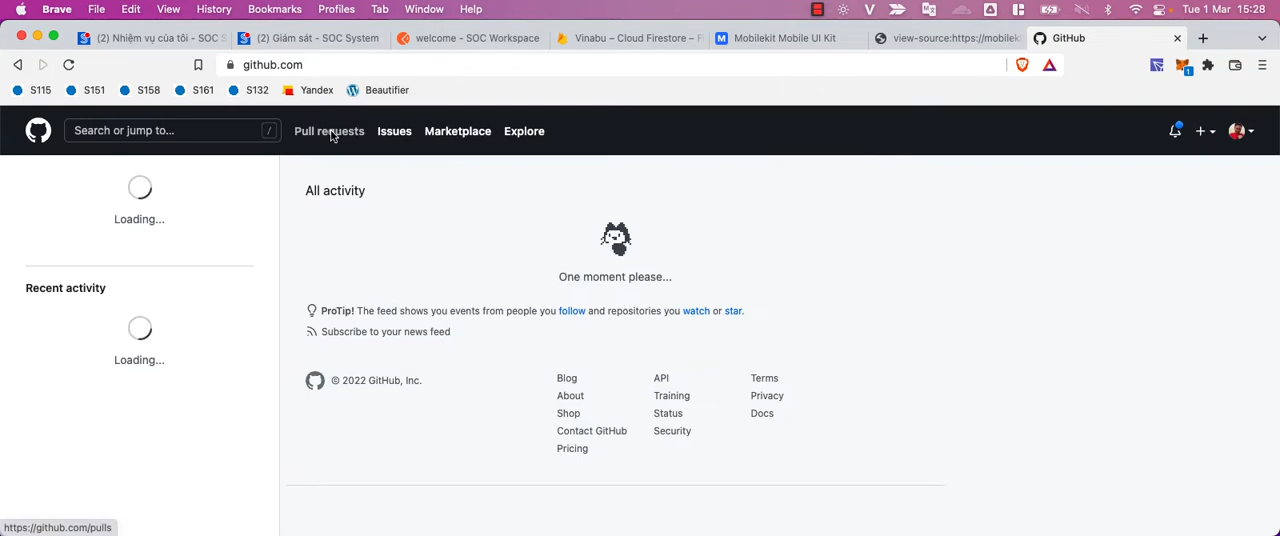 Brave File Edit View History Bookmarks Profiles Tab Window Help Tue 1 Mar 15:28
(2) Nhiệm vụ của tôi - SOC S (2) Giám sát - SOC System welcome - SOC Workspace Vinabu – Cloud Firestore – Fi Mobilekit Mobile UI Kit view-source:https://mobileki GitHub
github.com
1
S115 S151 S158 S161 S132 Yandex Beautifier
Search or jump to... / Pull requests Issues Marketplace Explore
All activity
Loading...
One moment please...
Recent activity
ProTip! The feed shows you events from people you follow and repositories you watch or star.
Subscribe to your news feed
Loading...
© 2022 GitHub, Inc.
Blog API Terms
About Training Privacy
Shop Status Docs
Contact GitHub Security
Pricing
https://github.com/pulls